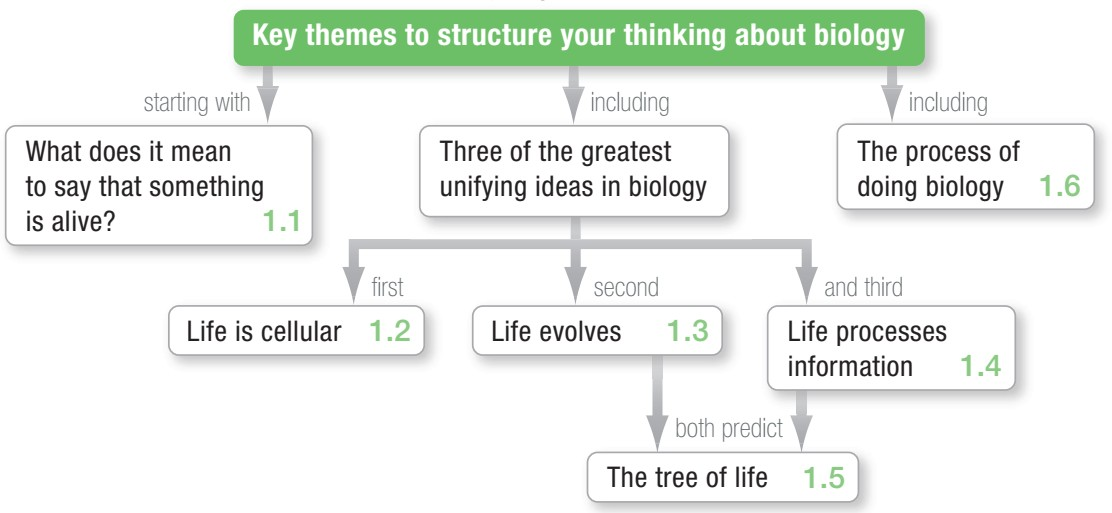 Key themes to structure your thinking about biology
starting with
including
including
What does it mean
to say that something
is alive? 1.1
Three of the greatest
unifying ideas in biology
The process of
doing biology 1.6
first
second
and third
Life is cellular 1.2
Life evolves 1.3
Life processes
information 1.4
both predict
The tree of life 1.5